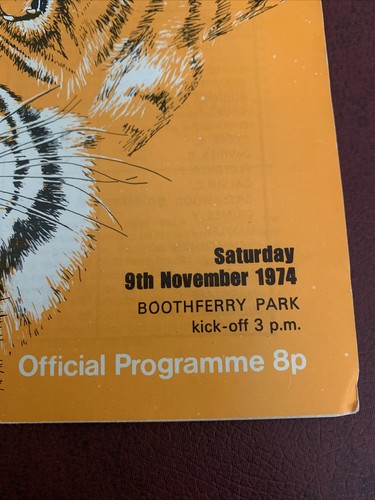 Saturday
9th November 1974
BOOTHFERRY PARK
kick-off 3 p.m.
Official Programme 8p